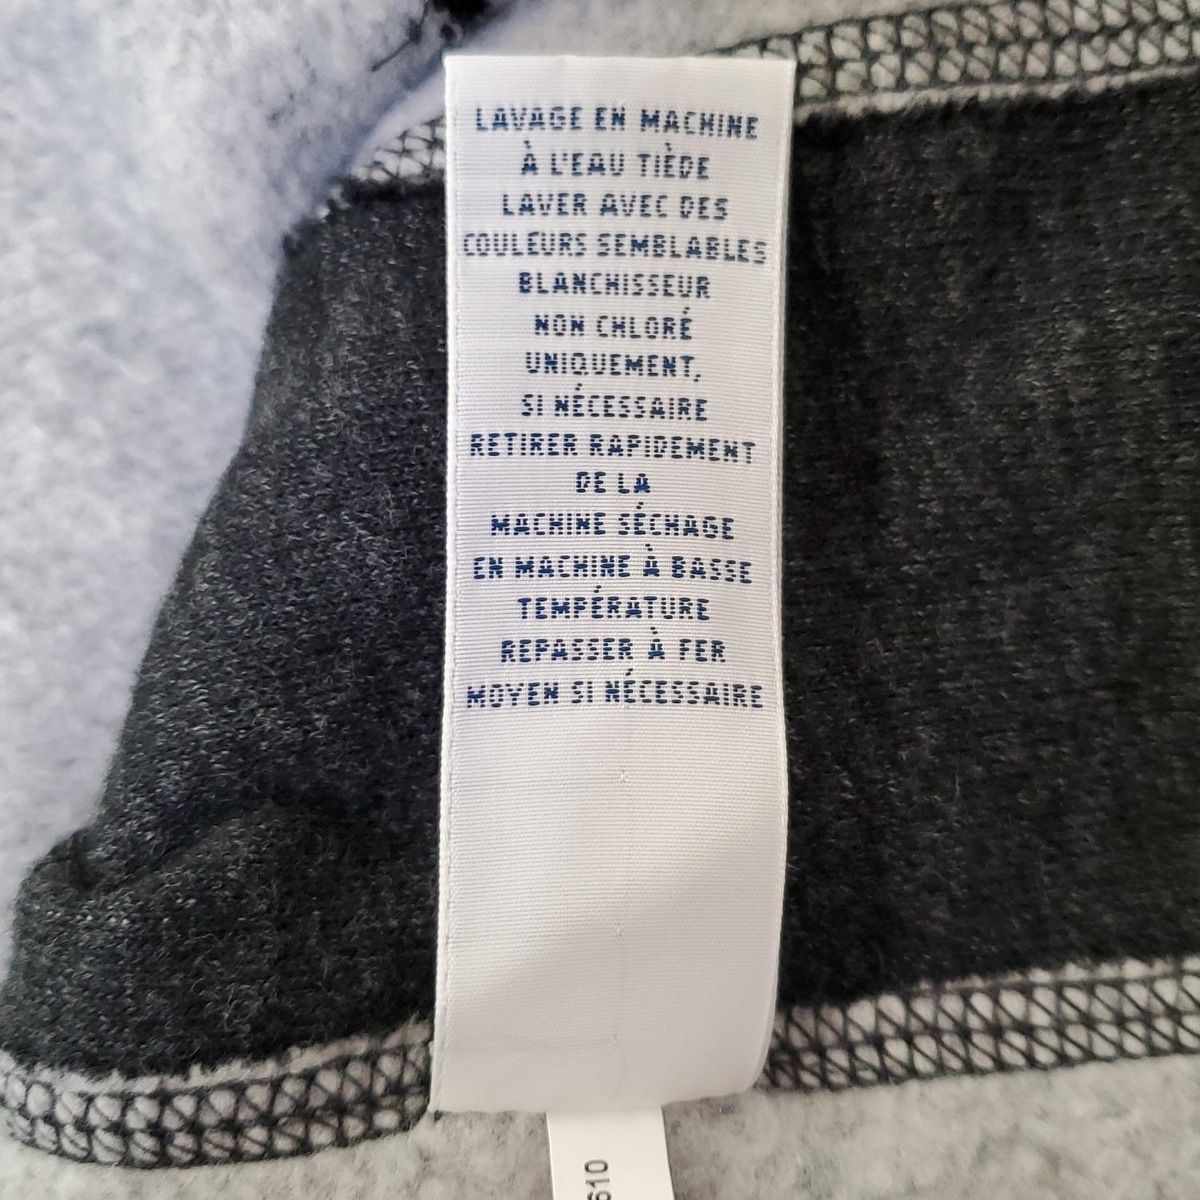 LAVAGE EN MACHINE
À L'EAU TIÈDE
LAVER AVEC DES
COULEURS SEMBLABLES
BLANCHISSEUR
NON CHLORÉ
UNIQUEMENT,
SI NÉCESSAIRE
RETIRER RAPIDEMENT
DE LA
MACHINE SÉCHAGE
EN MACHINE À BASSE
TEMPÉRATURE
REPASSER À FER
MOYEN SI NÉCESSAIRE
610